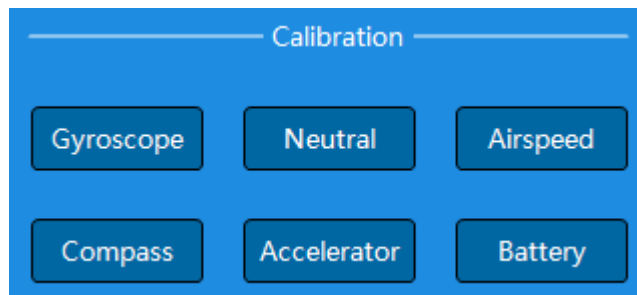 Calibration
Gyroscope Neutral Airspeed
Compass Accelerator Battery